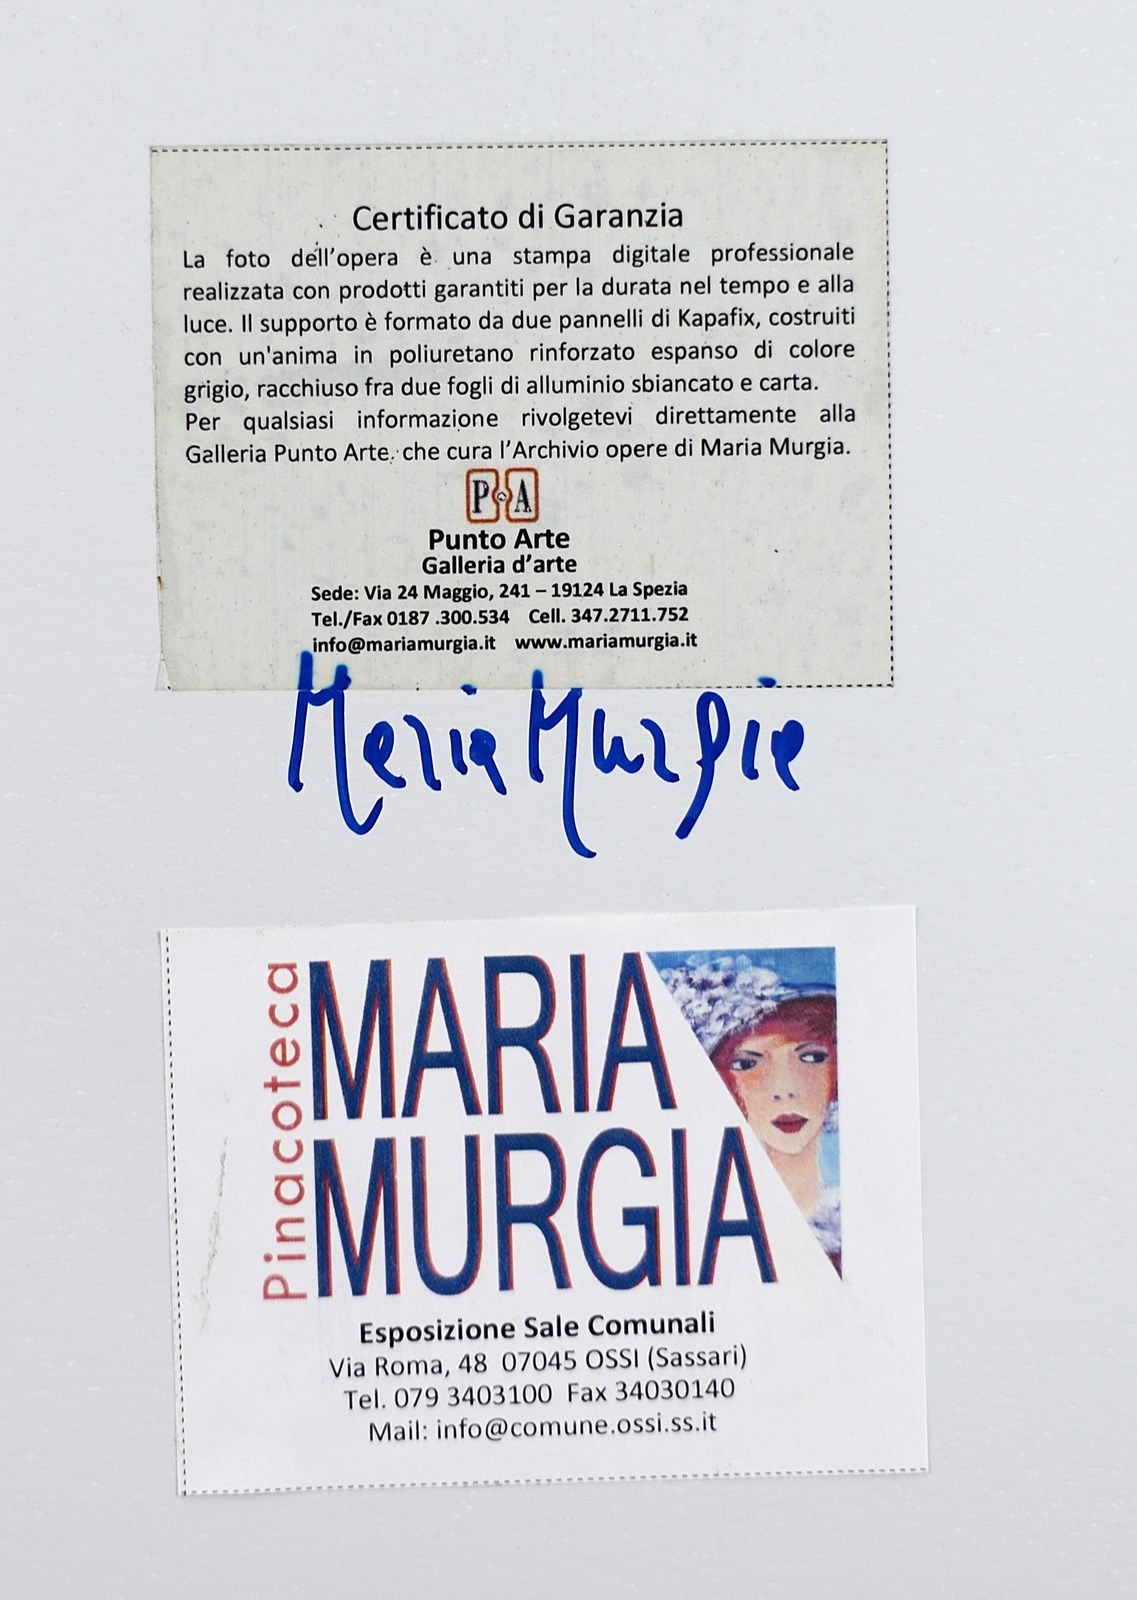 Certificato di Garanzia
La foto dell'opera è una stampa digitale professionale
realizzata con prodotti garantiti per la durata nel tempo e alla
luce. Il supporto è formato da due pannelli di Kapafix, costruiti
con un'anima in poliuretano rinforzato espanso di colore
grigio, racchiuso fra due fogli di alluminio sbiancato e carta.
Per qualsiasi informazione rivolgetevi direttamente alla
Galleria Punto Arte. che cura l'Archivio opere di Maria Murgia.
P A
Punto Arte
Galleria d'arte
Sede: Via 24 Maggio, 241 – 19124 La Spezia
Tel./Fax 0187 .300.534 Cell. 347.2711.752
info@mariamurgia.it www.mariamurgia.it
Maria Murgia
Pinacoteca
MARIA
MURGIA
Esposizione Sale Comunali
Via Roma, 48 07045 OSSI (Sassari)
Tel. 079 3403100 Fax 34030140
Mail: info@comune.ossi.ss.it